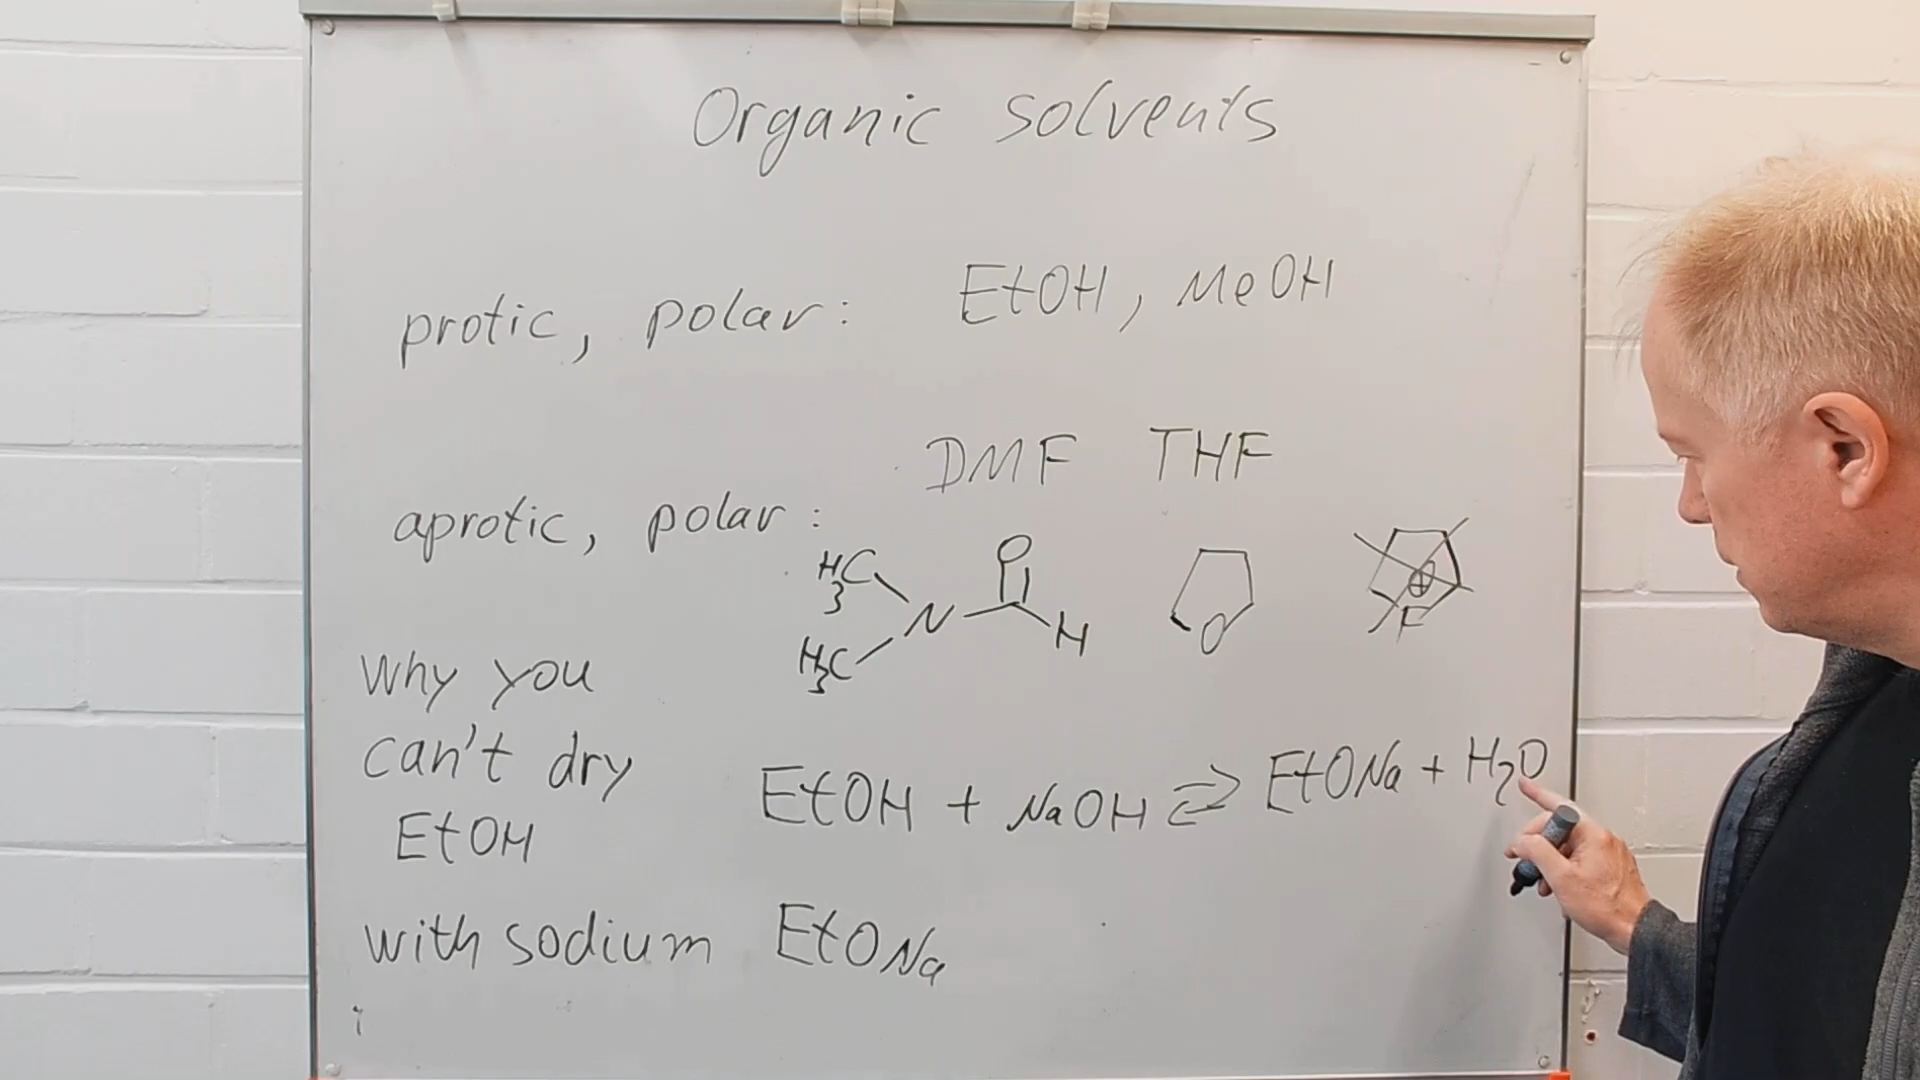 Organic solvents
protic, polar: EtOH, MeOH
DMF THF
aprotic, polar:
H3C
N
O
H
H3C
O
F
why you
can't dry
EtOH
with sodium
EtOH + NaOH ⇌ EtONa + H2O
EtONa